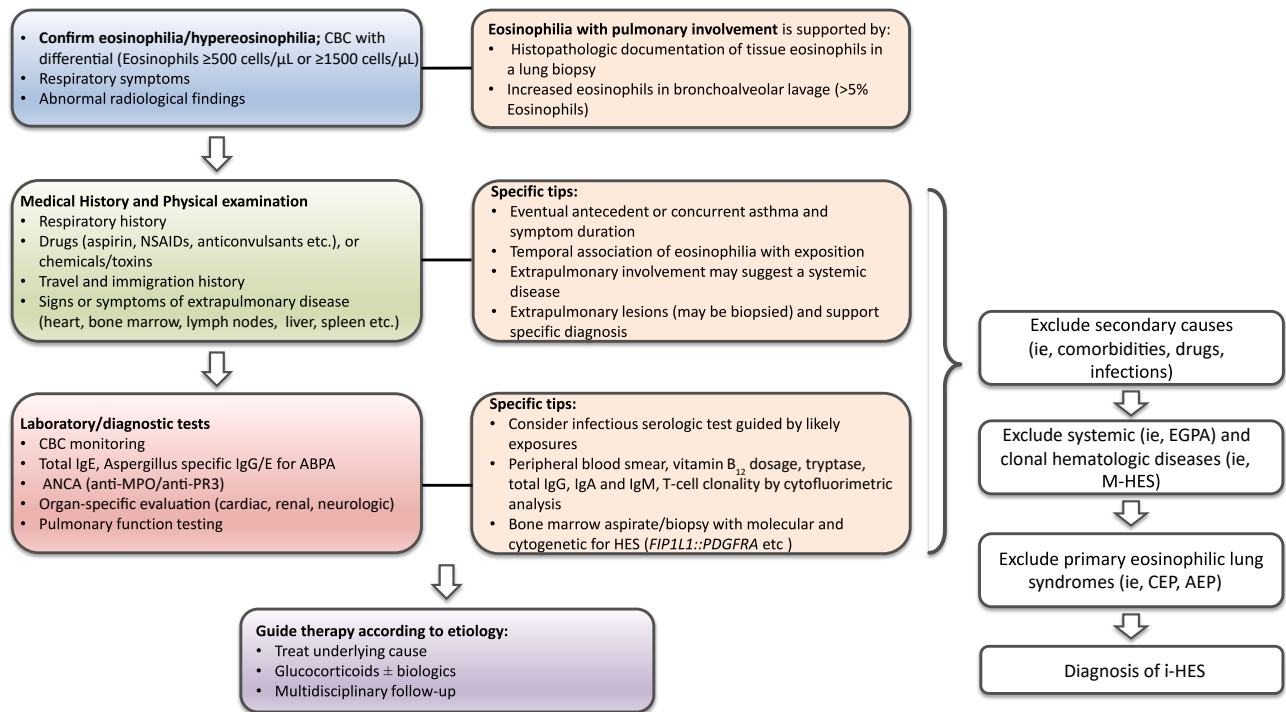 • Confirm eosinophilia/hypereosinophilia; CBC with
differential (Eosinophils ≥500 cells/µL or ≥1500 cells/µL)
• Respiratory symptoms
• Abnormal radiological findings
Eosinophilia with pulmonary involvement is supported by:
• Histopathologic documentation of tissue eosinophils in
a lung biopsy
• Increased eosinophils in bronchoalveolar lavage (>5%
Eosinophils)
Medical History and Physical examination
• Respiratory history
• Drugs (aspirin, NSAIDs, anticonvulsants etc.), or
chemicals/toxins
• Travel and immigration history
• Signs or symptoms of extrapulmonary disease
(heart, bone marrow, lymph nodes, liver, spleen etc.)
Specific tips:
• Eventual antecedent or concurrent asthma and
symptom duration
• Temporal association of eosinophilia with exposition
• Extrapulmonary involvement may suggest a systemic
disease
• Extrapulmonary lesions (may be biopsied) and support
specific diagnosis
Laboratory/diagnostic tests
• CBC monitoring
• Total IgE, Aspergillus specific IgG/E for ABPA
• ANCA (anti-MPO/anti-PR3)
• Organ-specific evaluation (cardiac, renal, neurologic)
• Pulmonary function testing
Specific tips:
• Consider infectious serologic test guided by likely
exposures
• Peripheral blood smear, vitamin B12 dosage, tryptase,
total IgG, IgA and IgM, T-cell clonality by cytofluorimetric
analysis
• Bone marrow aspirate/biopsy with molecular and
cytogenetic for HES (FIP1L1::PDGFRA etc )
Guide therapy according to etiology:
• Treat underlying cause
• Glucocorticoids ± biologics
• Multidisciplinary follow-up
Exclude secondary causes
(ie, comorbidities, drugs,
infections)
Exclude systemic (ie, EGPA) and
clonal hematologic diseases (ie,
M-HES)
Exclude primary eosinophilic lung
syndromes (ie, CEP, AEP)
Diagnosis of i-HES